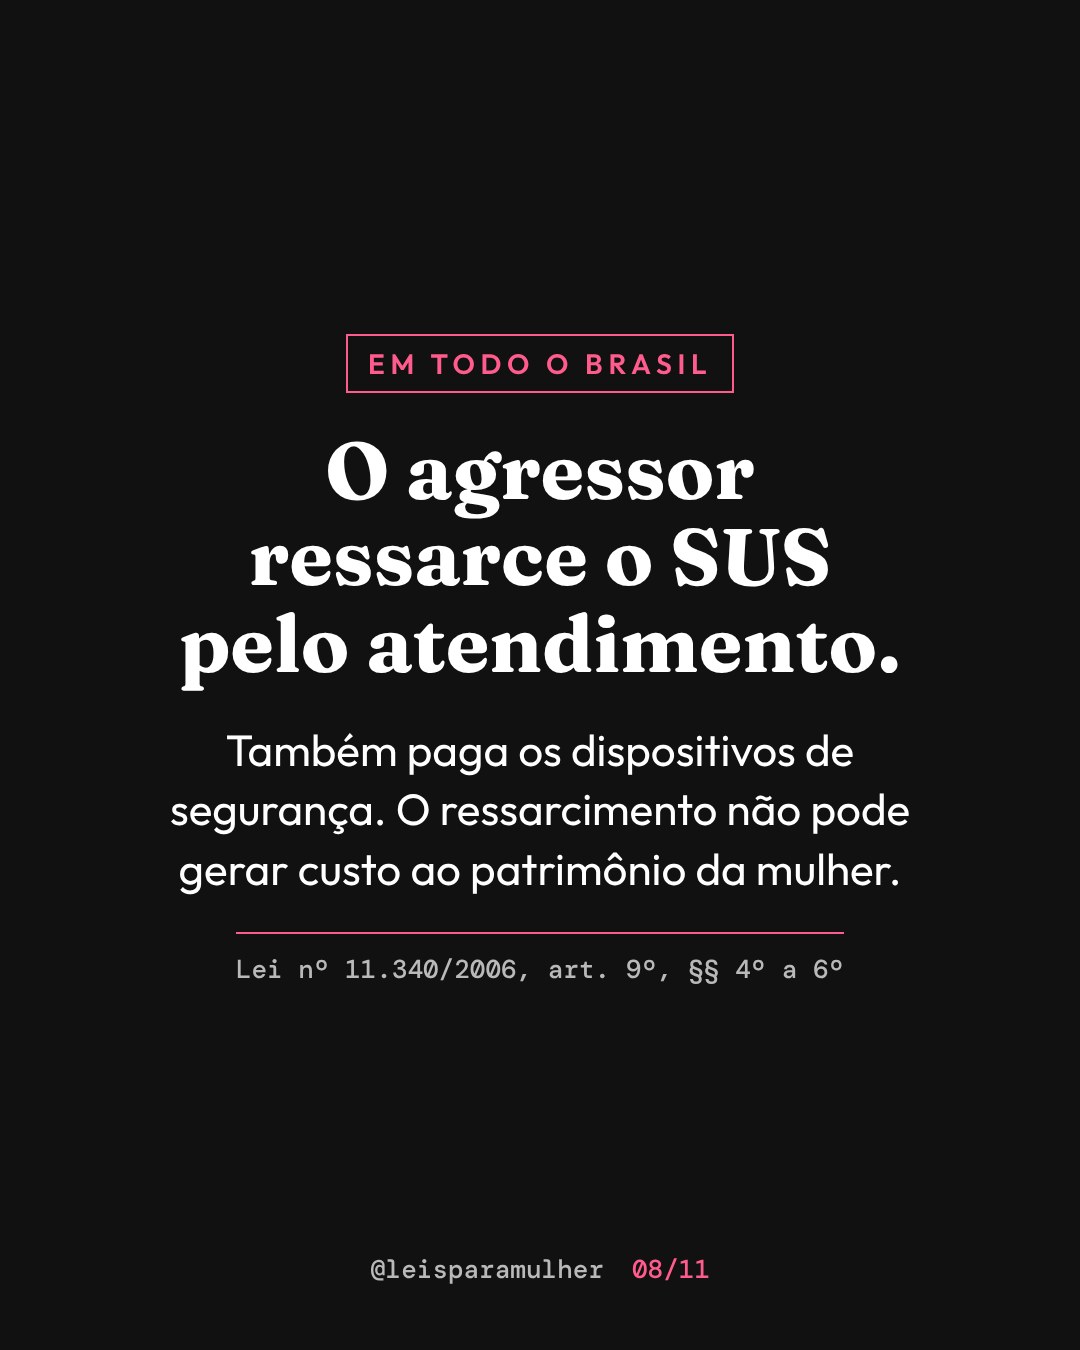 EM TODO O BRASIL
O agressor
ressarce o SUS
pelo atendimento.
Também paga os dispositivos de
segurança. O ressarcimento não pode
gerar custo ao patrimônio da mulher.
Lei nº 11.340/2006, art. 9º, §§ 4º a 6º
@leisparamulher 08/11